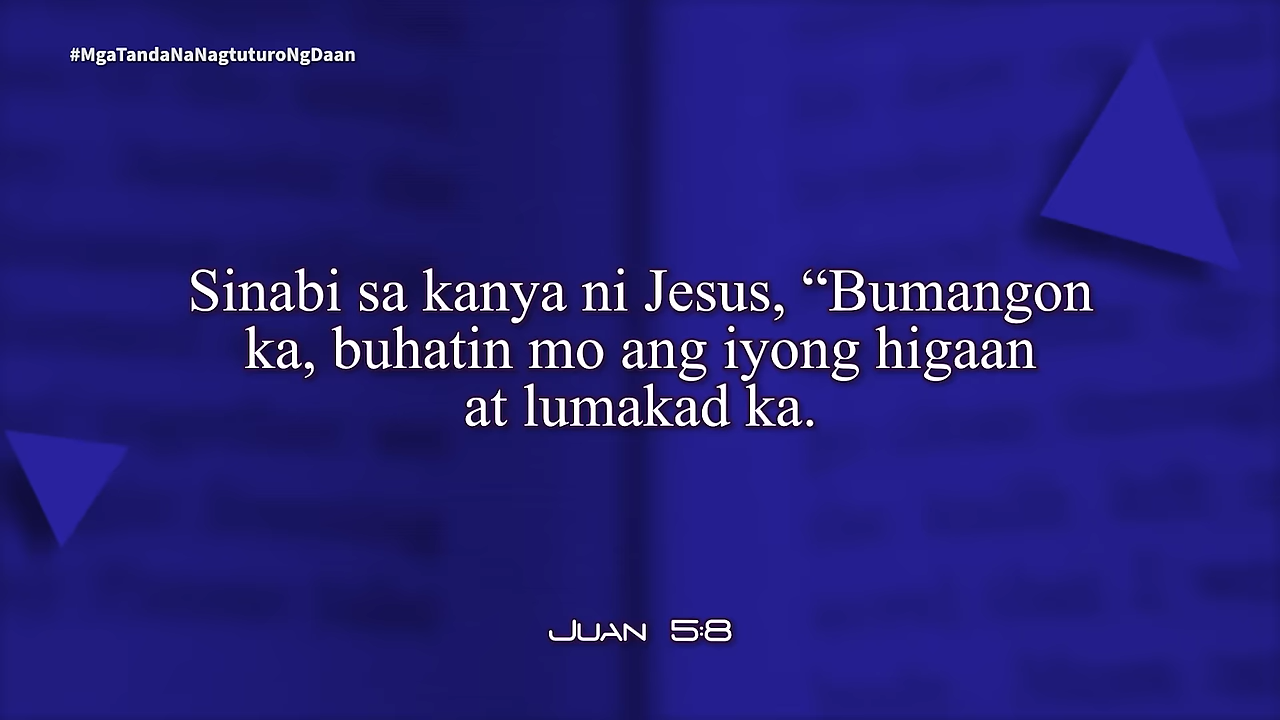 #MgaTandaNaNagtuturoNgDaan
Sinabi sa kanya ni Jesus, “Bumangon
ka, buhatin mo ang iyong higaan
at lumakad ka.
Juan 5:8